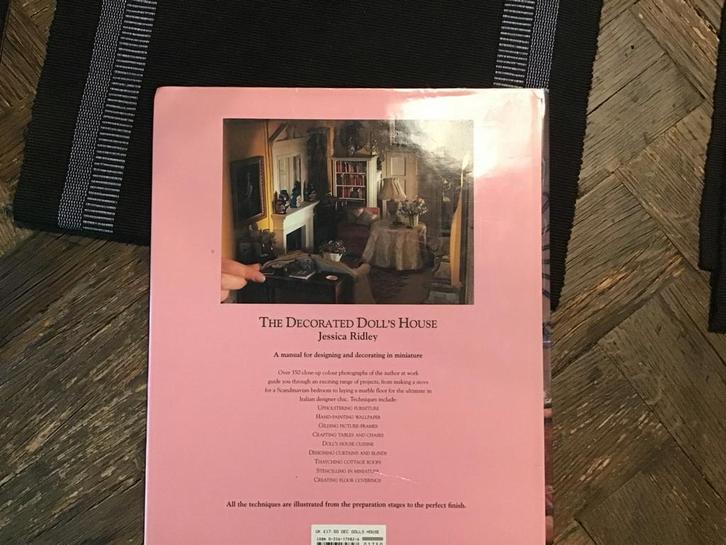 THE DECORATED DOLL'S HOUSE
Jessica Ridley
A manual for designing and decorating in miniature
Over 350 close-up colour photographs of the author at work
guide you through an exciting range of projects, from making a stove
for a Scandinavian bedroom to laying a marble floor for the ultimate in
Italian designer chic. Techniques include:
UPHOLSTERING FURNITURE
HAND-PAINTING WALLPAPER
GILDING PICTURE-FRAMES
CRAFTING TABLES AND CHAIRS
DOLL'S HOUSE CUISINE
DESIGNING CURTAINS AND BLINDS
THATCHING COTTAGE ROOFS
STENCILLING IN MINIATURE
CREATING FLOOR COVERINGS
All the techniques are illustrated from the preparation stages to the perfect finish.
UK £17.50 DEC DOLLS HOUSE
ISBN